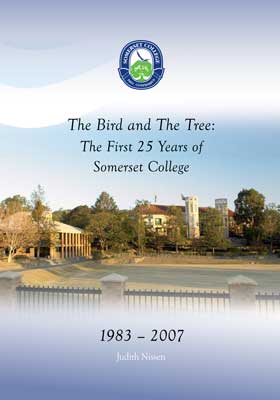 SOMERSET COLLEGE
The Bird and The Tree:
The First 25 Years of
Somerset College
1983 – 2007
Judith Nissen